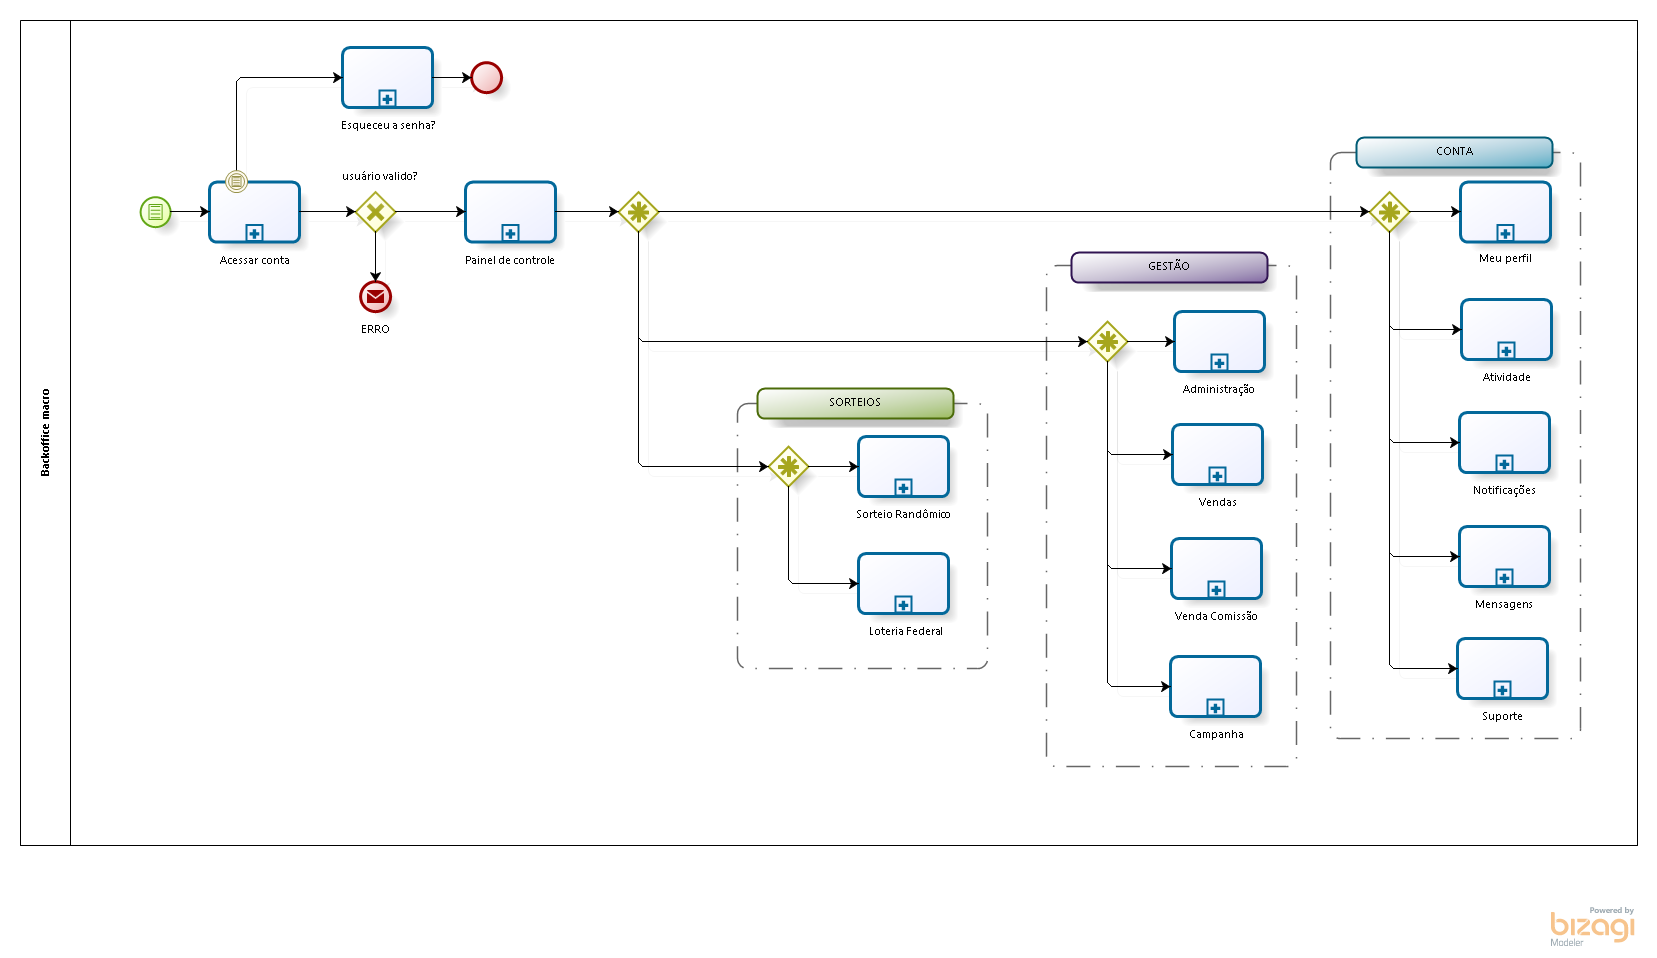 Backoffice macro
Esqueceu a senha?
usuário valido?
Acessar conta
Painel de controle
ERRO
CONTA
Meu perfil
Atividade
Notificações
Mensagens
Suporte
GESTÃO
Administração
Vendas
Venda Comissão
Campanha
SORTEIOS
Sorteio Randômico
Loteria Federal
Powered by
bizagi
Modeler